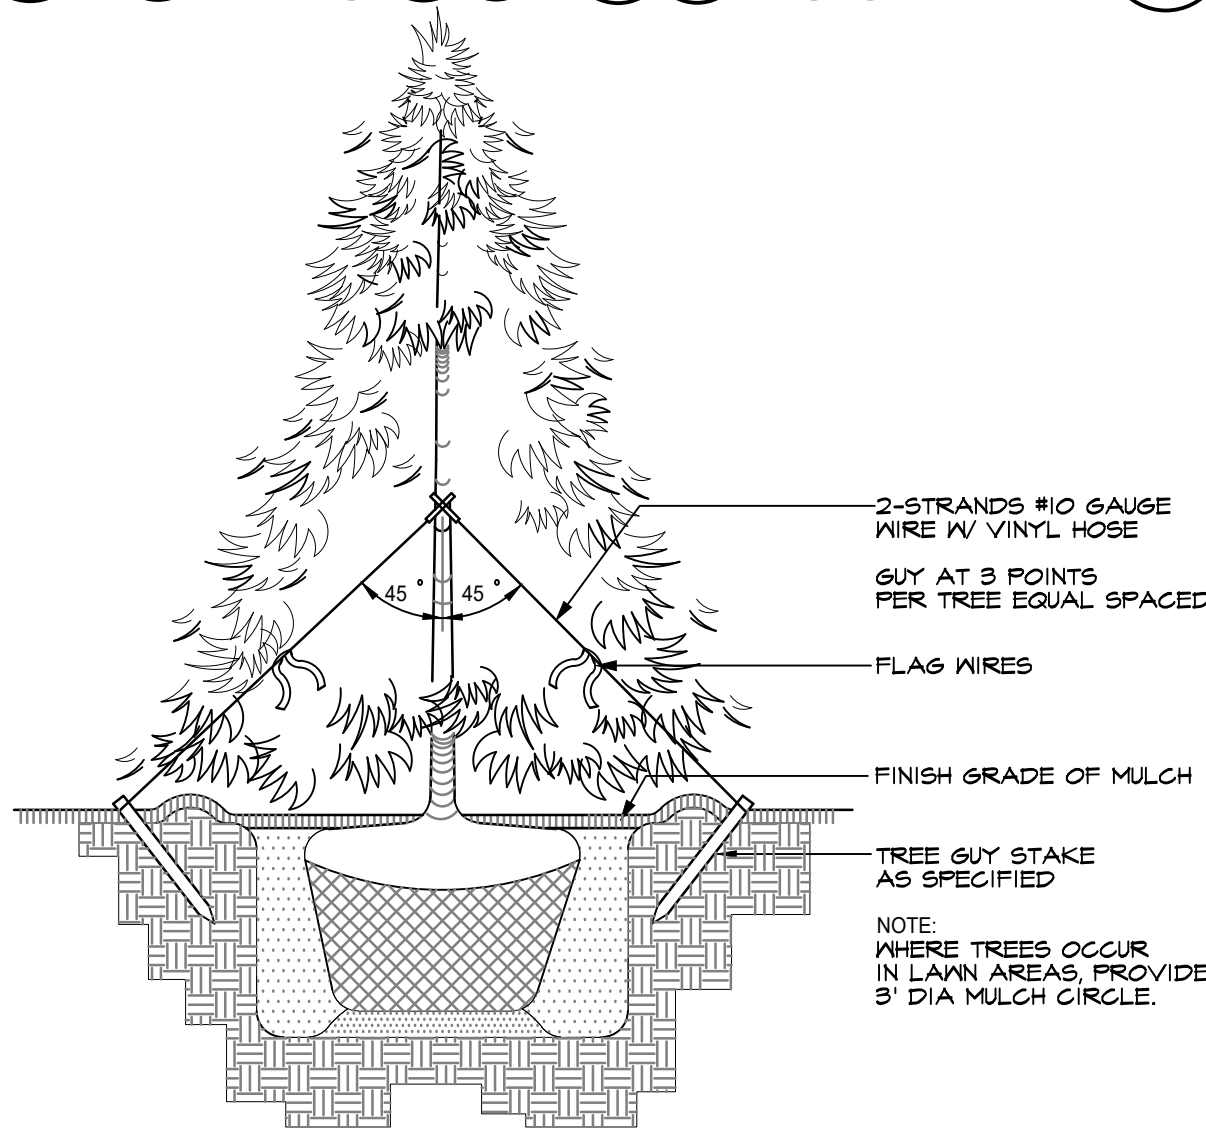 2-STRANDS #10 GAUGE
WIRE W/ VINYL HOSE
GUY AT 3 POINTS
PER TREE EQUAL SPACED
45° 45°
FLAG WIRES
FINISH GRADE OF MULCH
TREE GUY STAKE
AS SPECIFIED
NOTE:
WHERE TREES OCCUR
IN LAWN AREAS, PROVIDE
3' DIA MULCH CIRCLE.